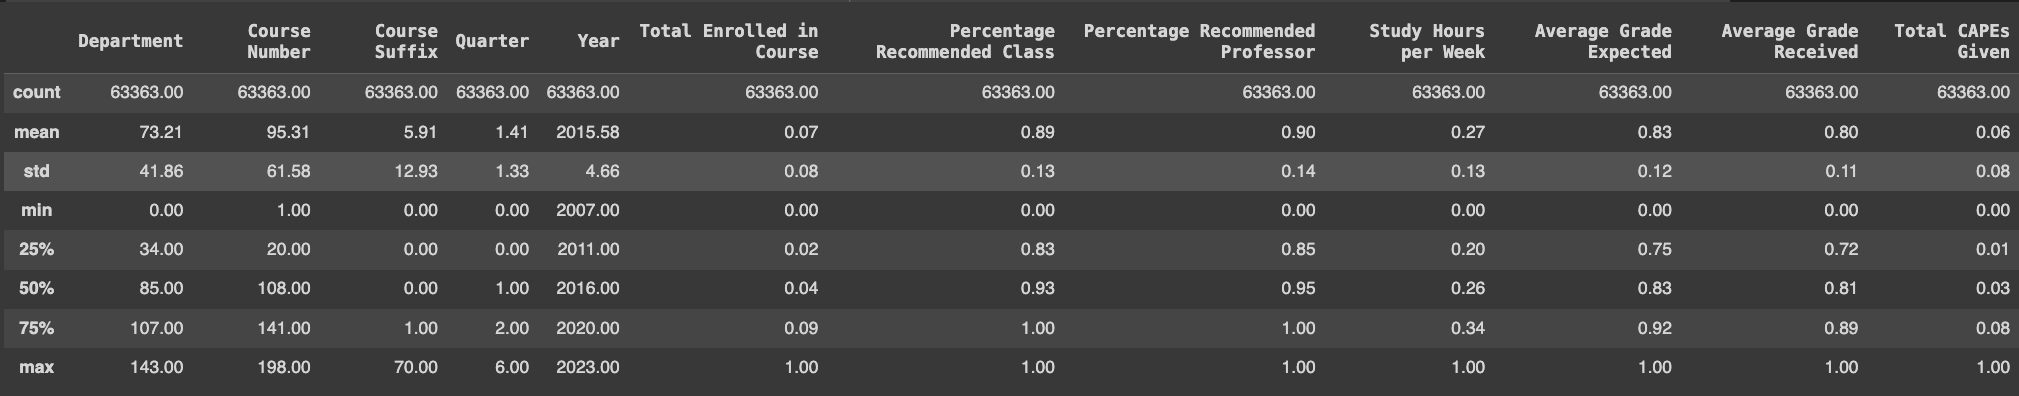 Department Course Number Course Suffix Quarter Year Total Enrolled in Course Percentage Recommended Class Percentage Recommended Professor Study Hours per Week Average Grade Expected Average Grade Received Total CAPEs Given
count 63363.00 63363.00 63363.00 63363.00 63363.00 63363.00 63363.00 63363.00 63363.00 63363.00 63363.00 63363.00
mean 73.21 95.31 5.91 1.41 2015.58 0.07 0.89 0.90 0.27 0.83 0.80 0.06
std 41.86 61.58 12.93 1.33 4.66 0.08 0.13 0.14 0.13 0.12 0.11 0.08
min 0.00 1.00 0.00 0.00 2007.00 0.00 0.00 0.00 0.00 0.00 0.00 0.00
25% 34.00 20.00 0.00 0.00 2011.00 0.02 0.83 0.85 0.20 0.75 0.72 0.01
50% 85.00 108.00 0.00 1.00 2016.00 0.04 0.93 0.95 0.26 0.83 0.81 0.03
75% 107.00 141.00 1.00 2.00 2020.00 0.09 1.00 1.00 0.34 0.92 0.89 0.08
max 143.00 198.00 70.00 6.00 2023.00 1.00 1.00 1.00 1.00 1.00 1.00 1.00